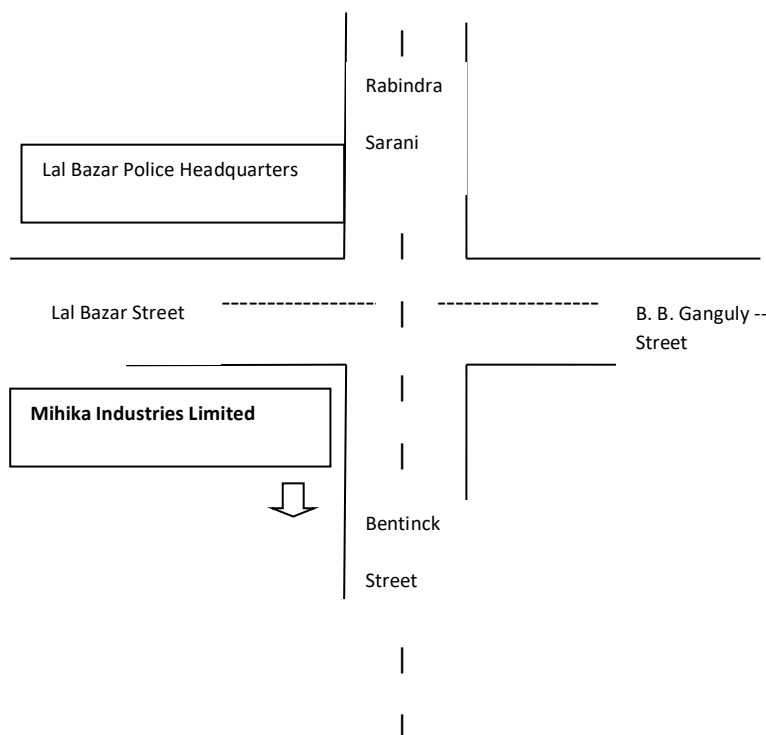 Rabindra
Sarani
Lal Bazar Police Headquarters
Lal Bazar Street
B. B. Ganguly --
Street
Mihika Industries Limited
Bentinck
Street